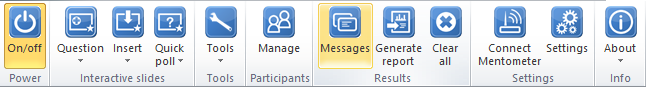 On/off Question Insert Quick poll Tools Manage Messages Generate report Clear all Connect Mentometer Settings About
Power Interactive slides Tools Participants Results Settings Info